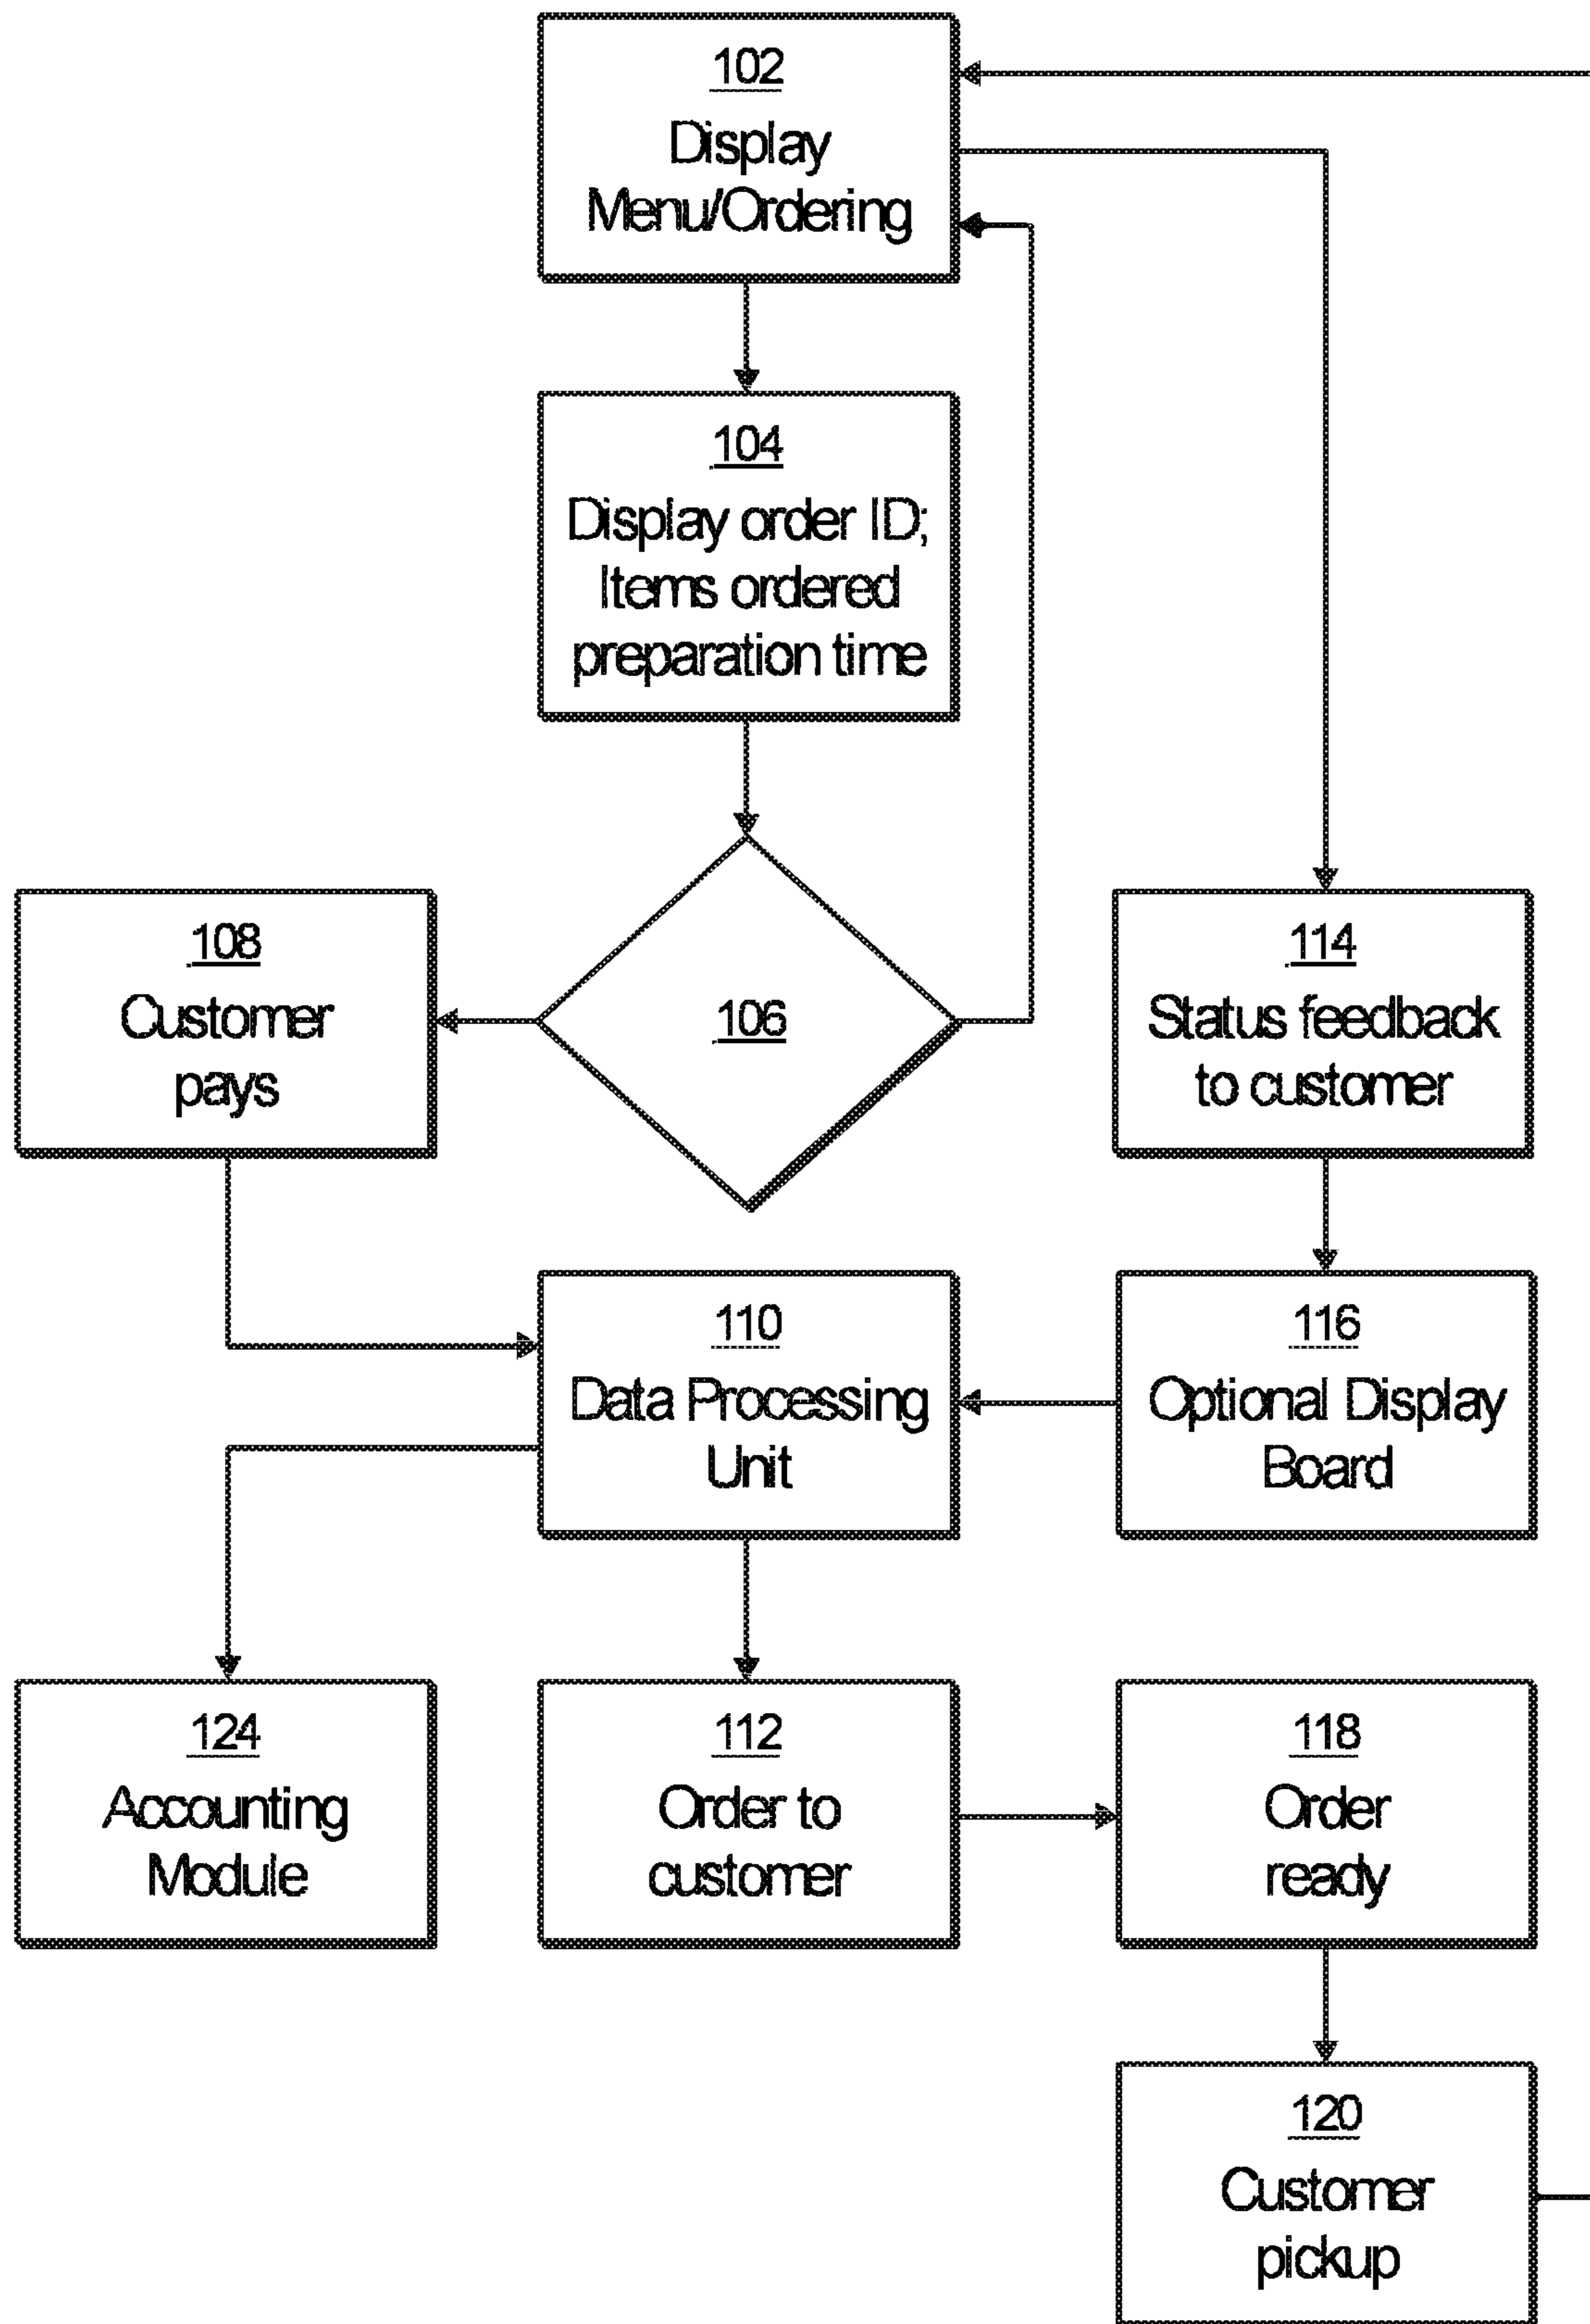 102
Display
Menu/Ordering
104
Display order ID;
Items ordered
preparation time
108
Customer
pays
106
114
Status feedback
to customer
110
Data Processing
Unit
116
Optional Display
Board
124
Accounting
Module
112
Order to
customer
118
Order
ready
120
Customer
pickup